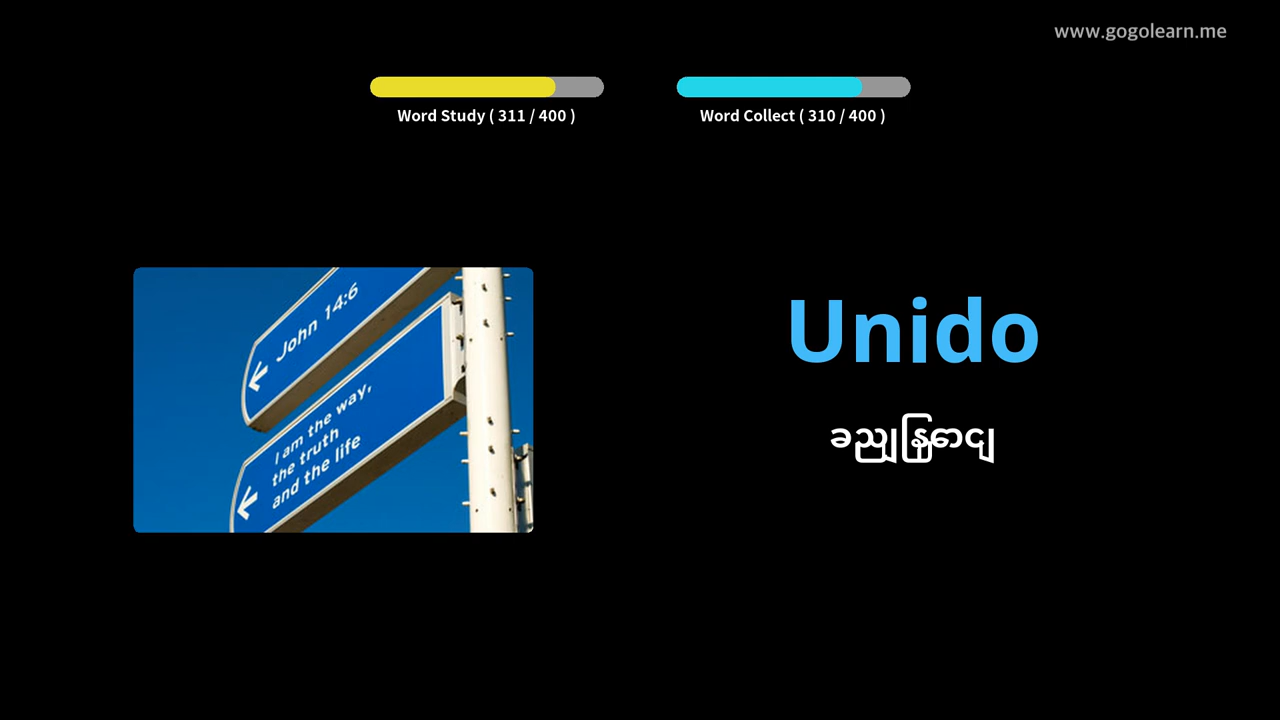 www.gogolearn.me
Word Study ( 311 / 400 )
Word Collect ( 310 / 400 )
John 14:6
I am the way,
the truth
and the life
Unido
ခညျနြှောငျ